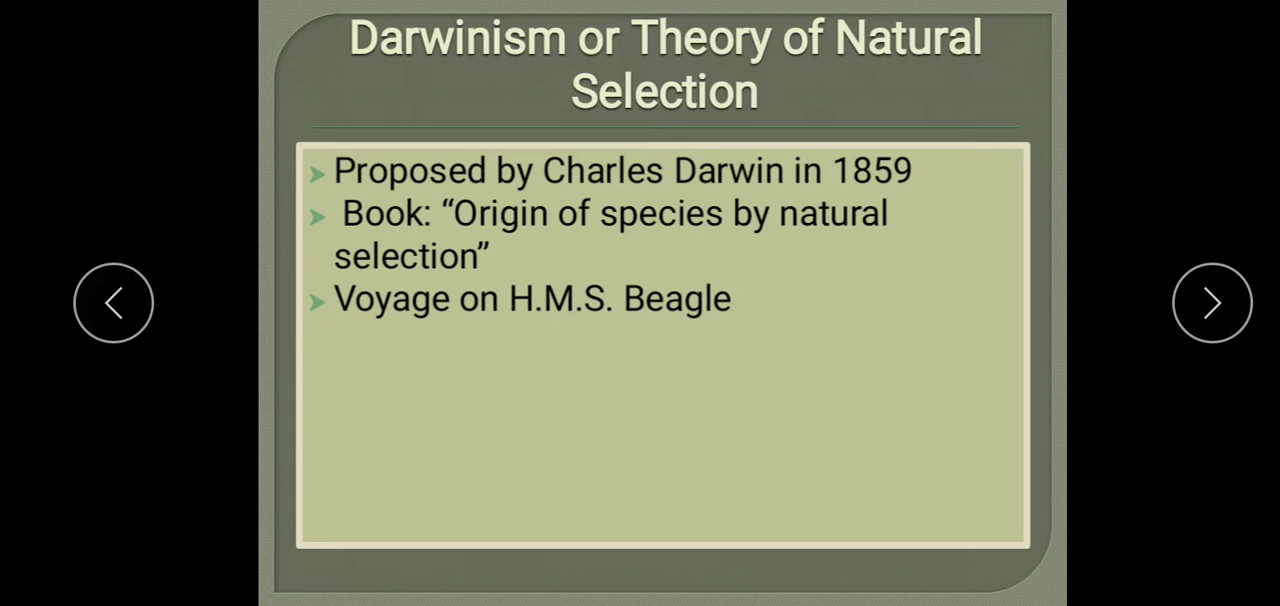 Darwinism or Theory of Natural
Selection
➤ Proposed by Charles Darwin in 1859
➤ Book: “Origin of species by natural
selection”
➤ Voyage on H.M.S. Beagle